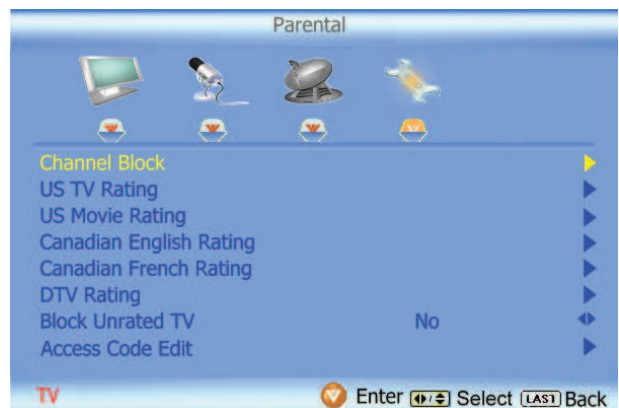 Parental
Channel Block
US TV Rating
US Movie Rating
Canadian English Rating
Canadian French Rating
DTV Rating
Block Unrated TV No
Access Code Edit
TV Enter Select LAST Back